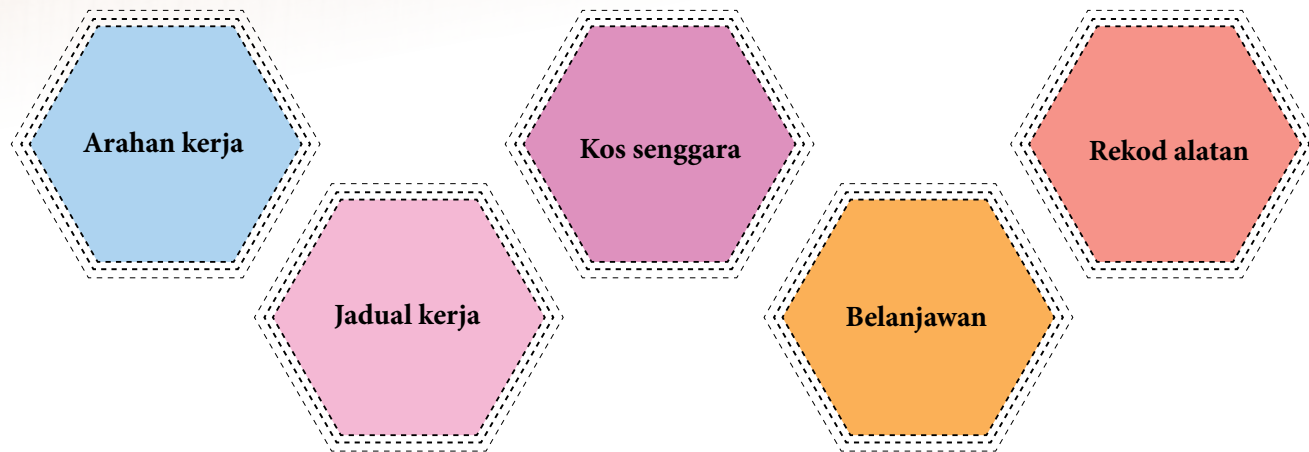 Arahan kerja
Kos senggara
Rekod alatan
Jadual kerja
Belanjawan